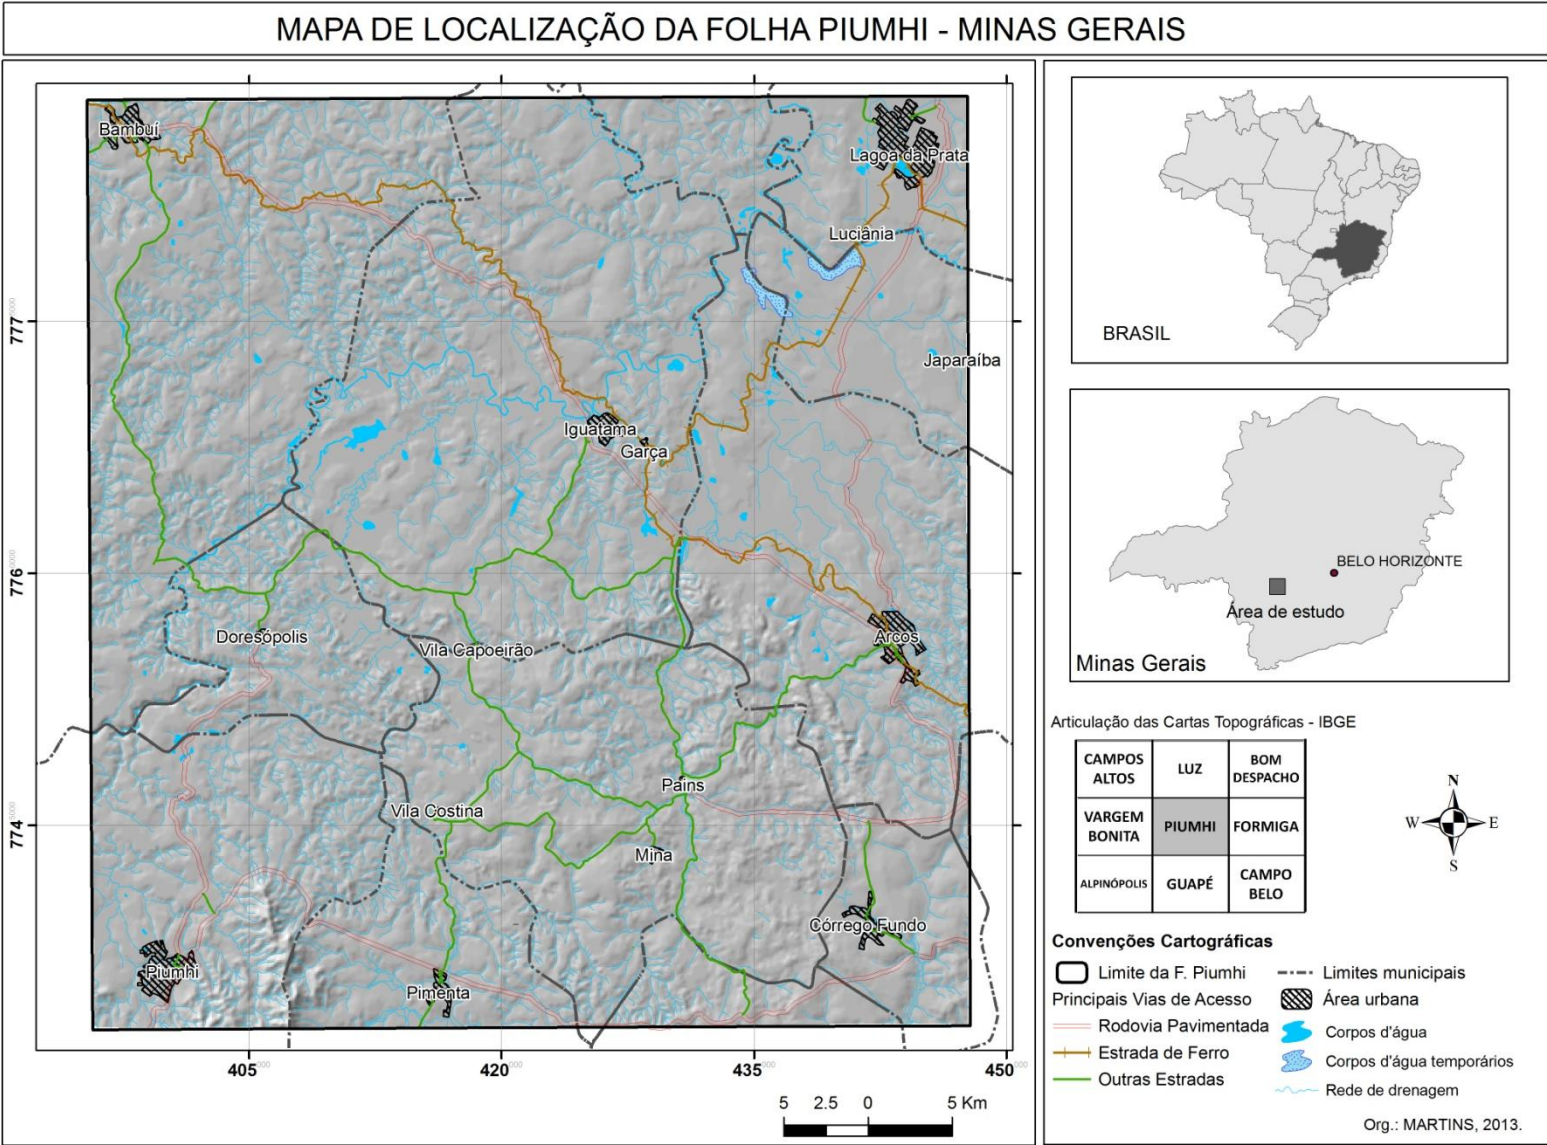 MAPA DE LOCALIZAÇÃO DA FOLHA PIUMHI - MINAS GERAIS
Bambuí
Lagoa da Prata
Luciânia
Japaraíba
Iguatama
Garça
Doresópolis
Vila Capoeirão
Arcos
Pains
Vila Costina
Mina
Córrego Fundo
Piumhi
Pimenta
777
776
774
405000
420000
435000
450000
5 2.5 0 5 Km
BRASIL
BELO HORIZONTE
Área de estudo
Minas Gerais
Articulação das Cartas Topográficas - IBGE
CAMPOS ALTOS
LUZ
BOM DESPACHO
VARGEM BONITA
PIUMHI
FORMIGA
ALPINÓPOLIS
GUAPÉ
CAMPO BELO
N
W E
S
Convenções Cartográficas
Limite da F. Piumhi
Principais Vias de Acesso
Rodovia Pavimentada
Estrada de Ferro
Outras Estradas
Limites municipais
Área urbana
Corpos d'água
Corpos d'água temporários
Rede de drenagem
Org.: MARTINS, 2013.